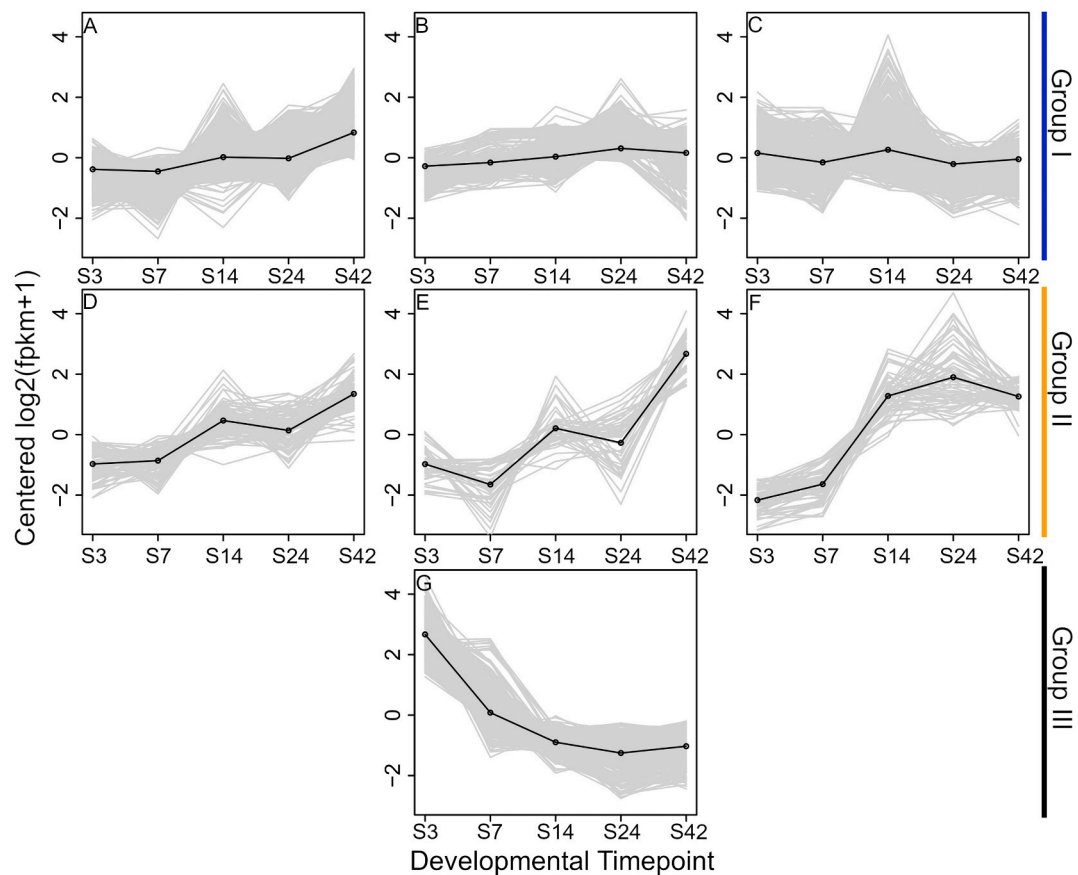 A
B
C
4
2
0
−2
4
2
0
−2
4
2
0
−2
S3 S7 S14 S24 S42
S3 S7 S14 S24 S42
S3 S7 S14 S24 S42
Group I
D
E
F
4
2
0
−2
4
2
0
−2
4
2
0
−2
S3 S7 S14 S24 S42
S3 S7 S14 S24 S42
S3 S7 S14 S24 S42
Group II
Centered log2(fpkm+1)
G
4
2
0
−2
S3 S7 S14 S24 S42
Group III
Developmental Timepoint